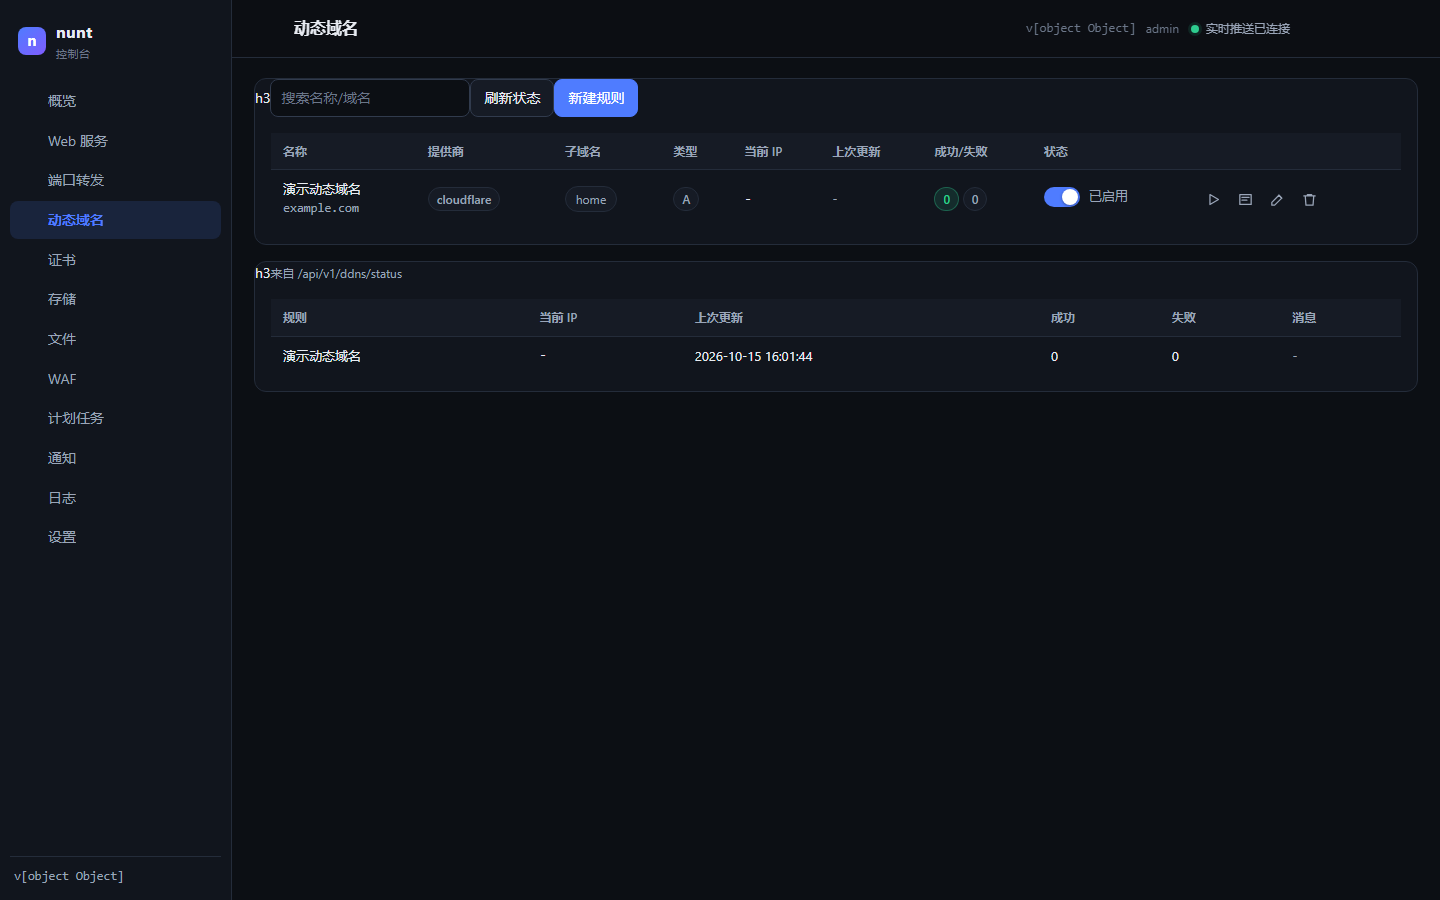 n
nunt
控制台
概览
Web 服务
端口转发
动态域名
证书
存储
文件
WAF
计划任务
通知
日志
设置
v[object Object]
动态域名
v[object Object] admin 实时推送已连接
h3 搜索名称/域名 刷新状态 新建规则
名称 提供商 子域名 类型 当前 IP 上次更新 成功/失败 状态
演示动态域名 cloudflare home A - - 0 0 已启用
example.com
h3来自 /api/v1/ddns/status
规则 当前 IP 上次更新 成功 失败 消息
演示动态域名 - 2026-10-15 16:01:44 0 0 -